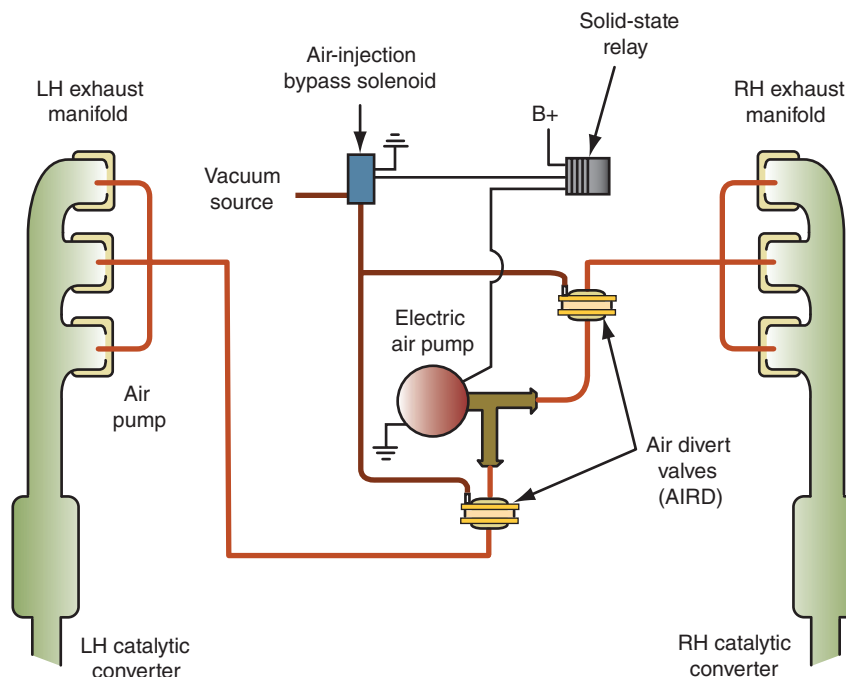 Solid-state
relay
Air-injection
bypass solenoid
LH exhaust
manifold
RH exhaust
manifold
B+
Vacuum
source
Electric
air pump
Air
pump
Air divert
valves
(AIRD)
LH catalytic
converter
RH catalytic
converter